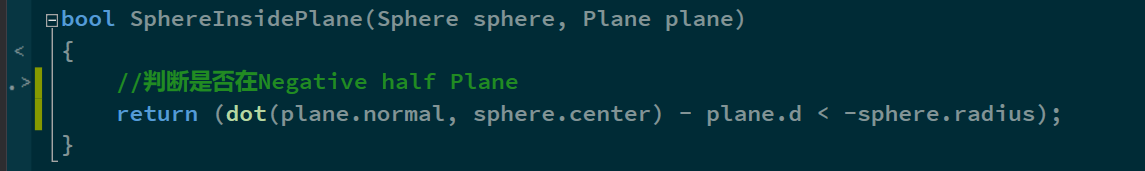 bool SphereInsidePlane(Sphere sphere, Plane plane)
{
//判断是否在Negative half Plane
return (dot(plane.normal, sphere.center) - plane.d < -sphere.radius);
}